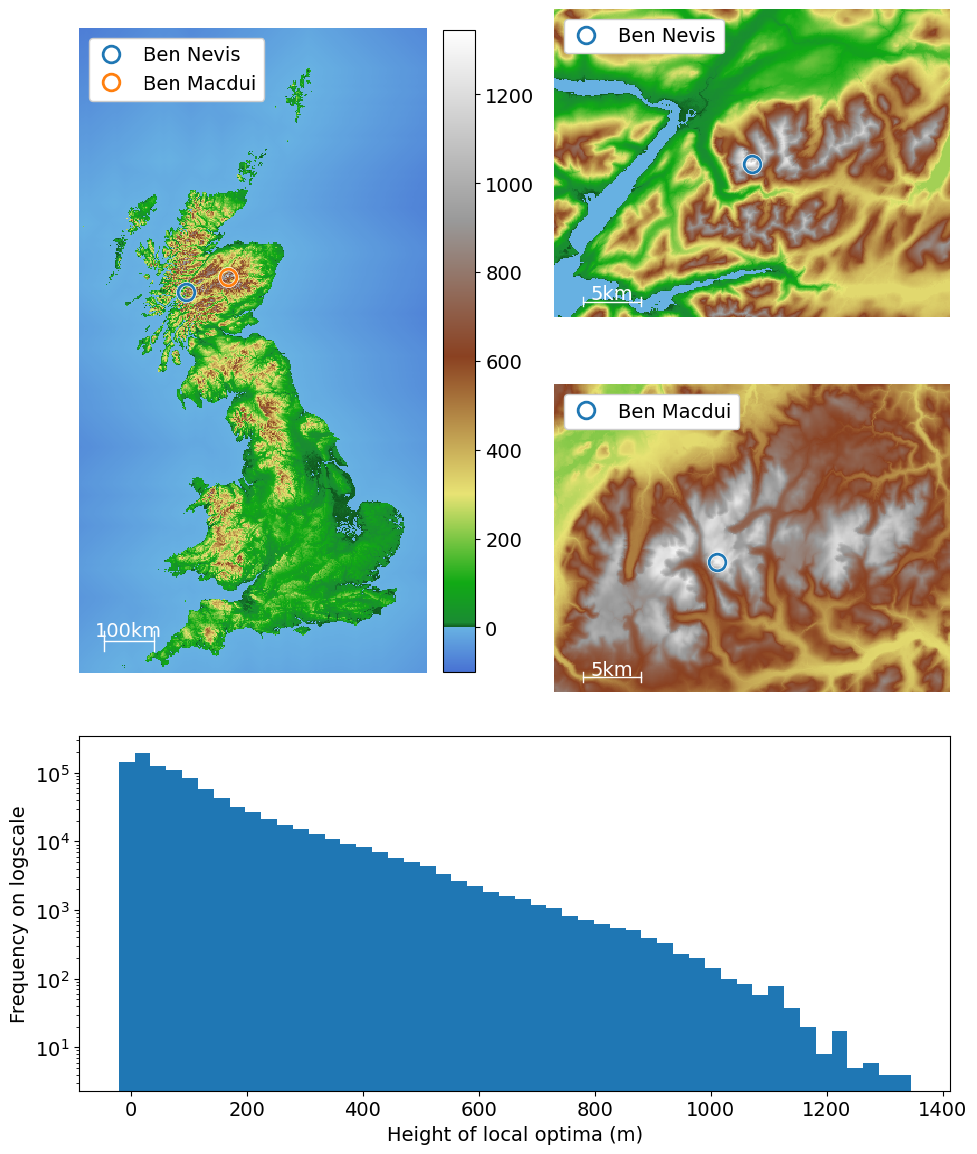 Ben Nevis
Ben Macdui
100km
1200
1000
800
600
400
200
0
Ben Nevis
5km
Ben Macdui
5km
Frequency on logscale
10^5
10^4
10^3
10^2
10^1
0 200 400 600 800 1000 1200 1400
Height of local optima (m)